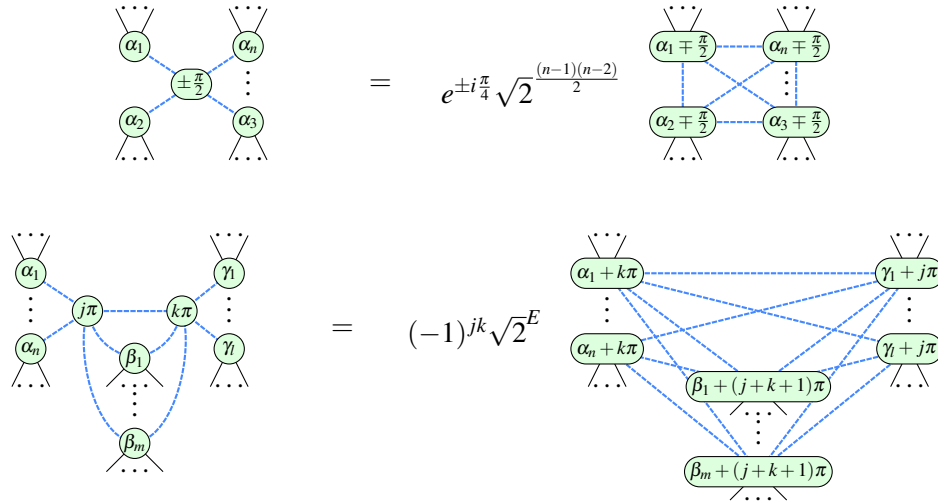 ⋯ ⋯ ⋯ ⋯
α₁ αₙ α₁ ∓ π/2 αₙ ∓ π/2
±π/2 ⋮ = e^{±iπ/4} √2^{(n−1)(n−2)/2} ⋮
α₂ α₃ α₂ ∓ π/2 α₃ ∓ π/2
⋯ ⋯ ⋯ ⋯
⋯ ⋯ ⋯ ⋯
α₁ γ₁ α₁ + kπ γ₁ + jπ
⋮ jπ kπ ⋮ = (−1)^{jk} √2^E ⋮ ⋮
αₙ γₗ αₙ + kπ γₗ + jπ
⋯ β₁ ⋯ ⋯ β₁ + (j + k + 1)π ⋯
⋯ ⋯
⋮ ⋮
βₘ βₘ + (j + k + 1)π
⋯ ⋯